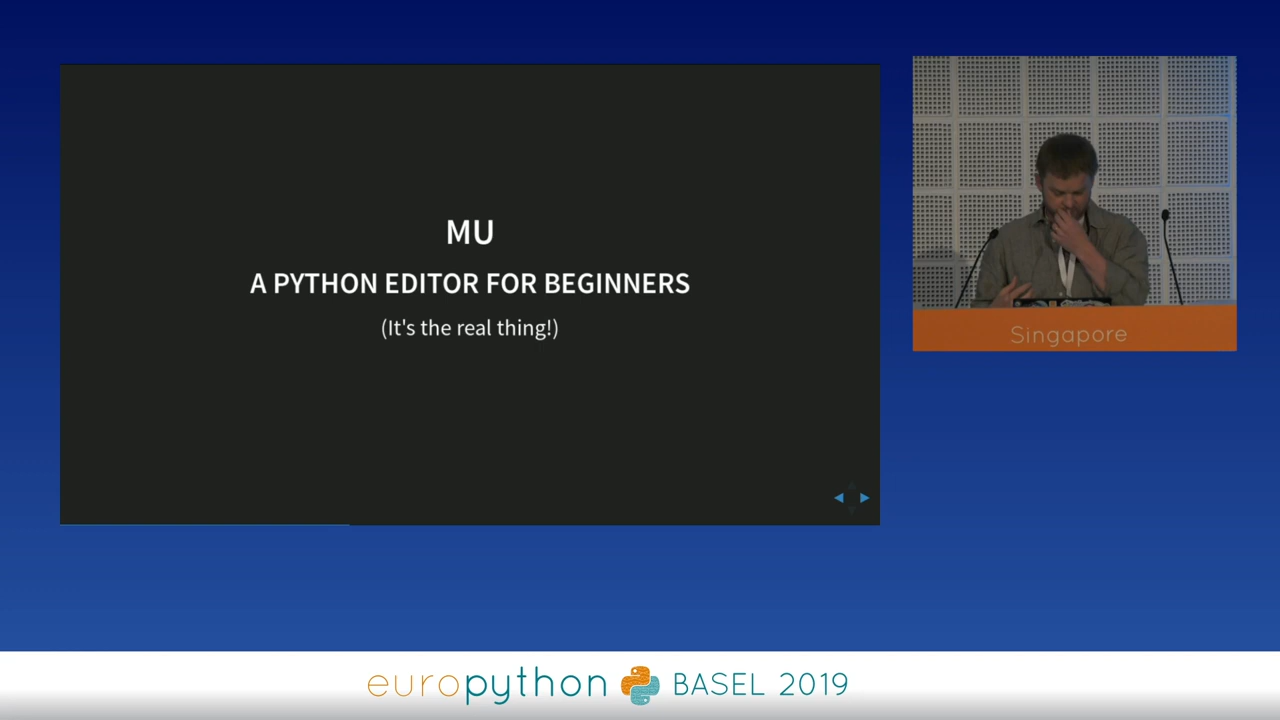 MU
A PYTHON EDITOR FOR BEGINNERS
(It's the real thing!)
Singapore
europython BASEL 2019